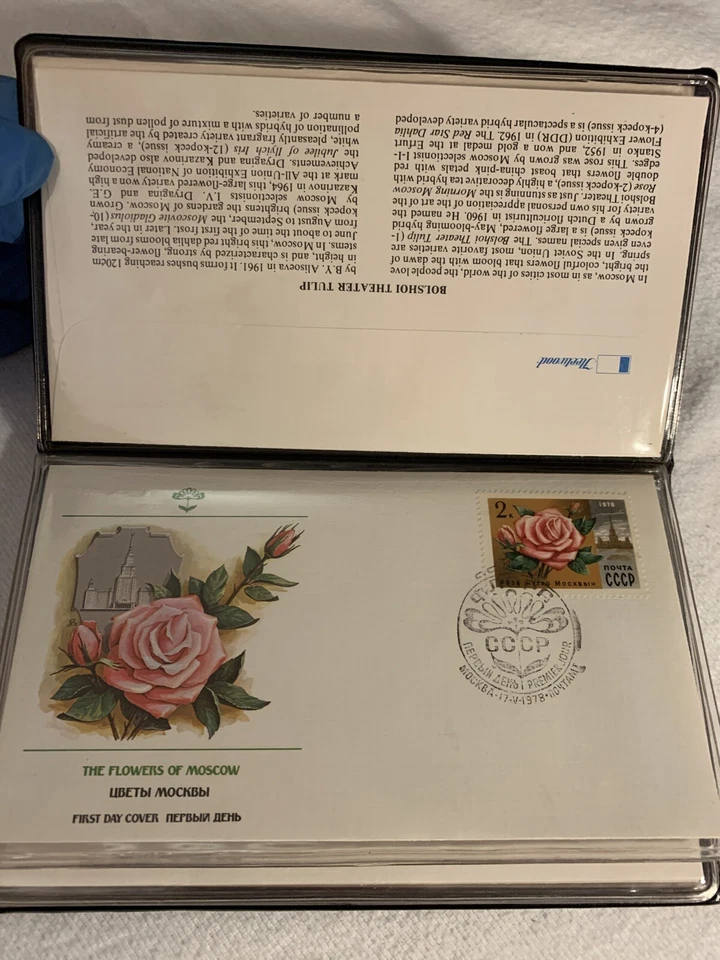 Fleetwood
BOLSHOI THEATER TULIP
In Moscow, as in most cities of the world, the people love
the bright, colorful flowers that bloom with the dawn of
spring. In the Soviet Union, most favorite varieties are
even given special names. The Bolshoi Theater Tulip (1-
kopeck issue) is a large flowered, May-blooming hybrid
grown by a Dutch floriculturist in 1960. He named the
variety for his own personal appreciation of the art of the
Bolshoi Theater. Just as stunning is the Morning Moscow
Rose (2-kopeck issue), a highly decorative tea hybrid with
double flowers that boast china-pink petals with red
edges. This rose was grown by Moscow selectionist I-I-
Stanko in 1952, and won a gold medal at the Erfurt
Flower Exhibition (DDR) in 1962. The Red Star Dahlia
(4-kopeck issue) is a spectacular hybrid variety developed
by B.Y. Aliseva in 1961. It forms bushes reaching 120cm
in height, and is characterized by strong, flower-bearing
stems. In Moscow, this bright red dahlia blooms from late
June to about the time of the first frost. Later in the year,
from August to September, the Moscovite Gladiolus (10-
kopeck issue) brightens the gardens of Moscow. Grown
by Moscow selectionists I.V. Dryagina and G.E.
Kazarinov in 1964, this large-flowered variety won a high
mark at the All-Union Exhibition of National Economy
Achievements. Dryagina and Kazarinov also developed
the Jubilee of Ilyich Iris (12-kopeck issue), a creamy
white, pleasantly fragrant variety created by the artificial
pollination of hybrids with a mixture of pollen dust from
a number of varieties.
2к.
1978
ПОЧТА
СССР
Утро Москвы
СССР
ПЕРВЫЙ ДЕНЬ PREMIER JOUR
МОСКВА·17-V-1978·ПОЧТАМТ
THE FLOWERS OF MOSCOW
ЦВЕТЫ МОСКВЫ
FIRST DAY COVER ПЕРВЫЙ ДЕНЬ